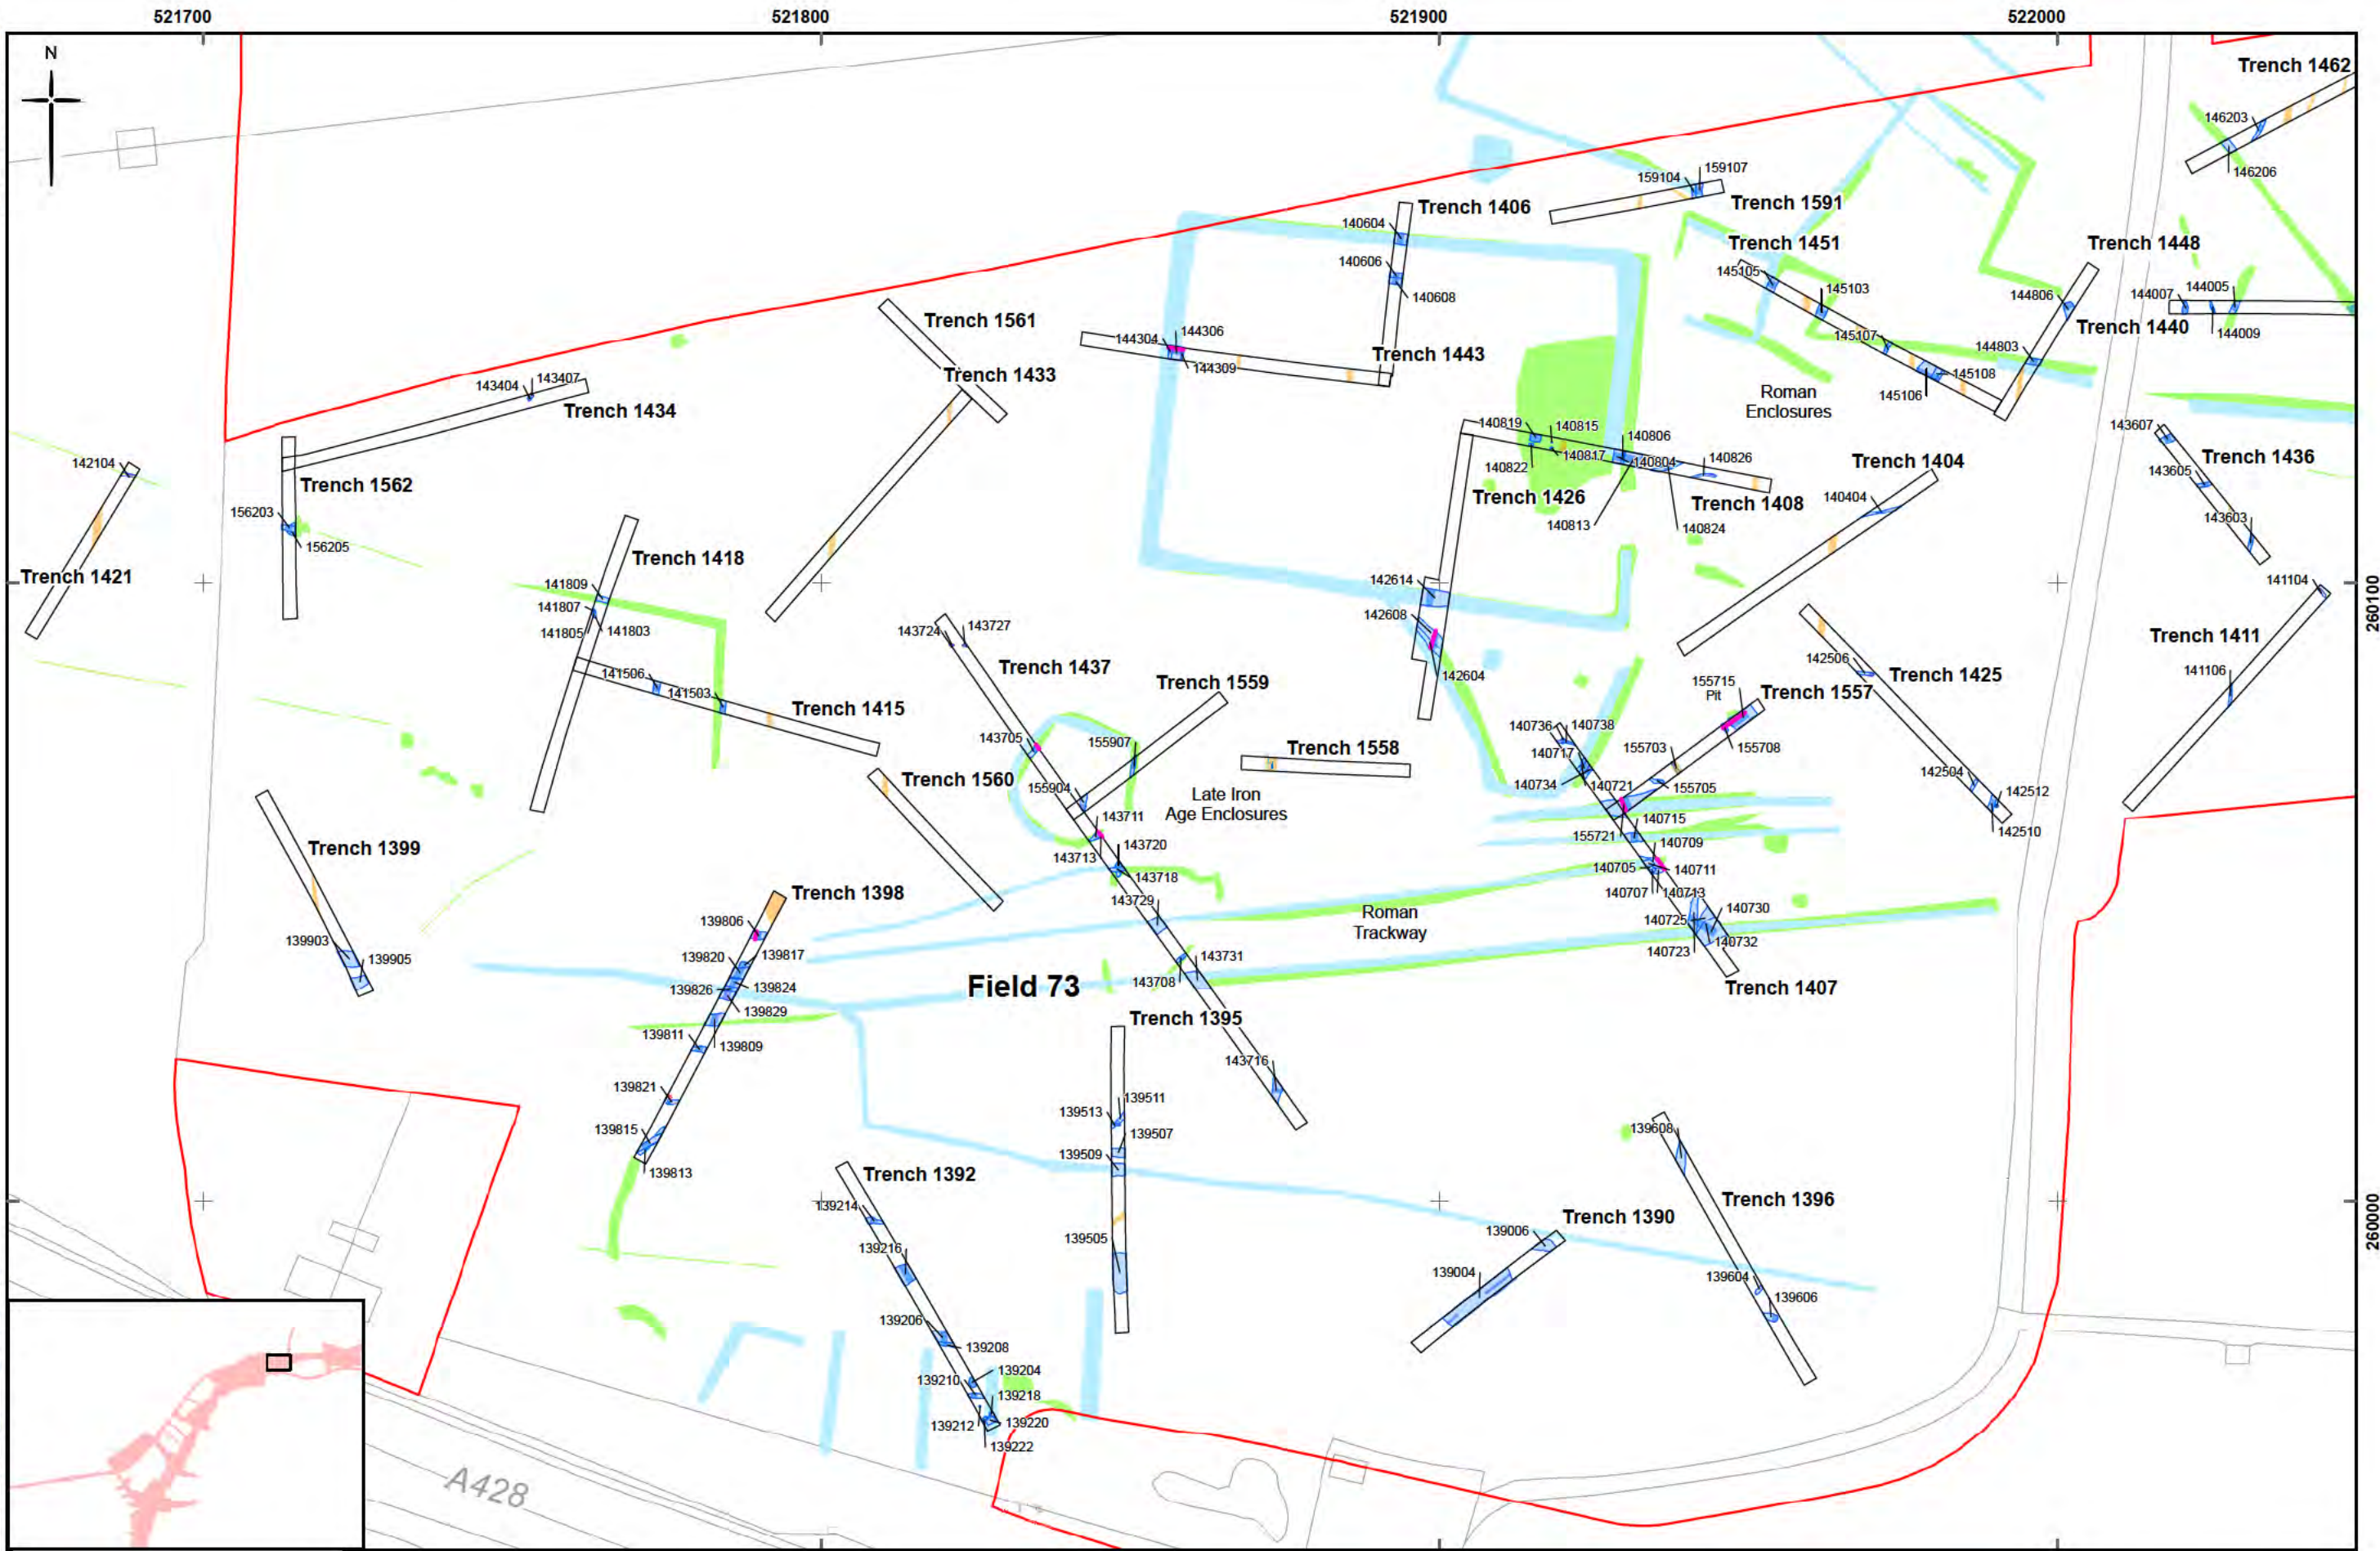 521700
521800
521900
522000
N
Trench 1462
146203
146206
159104
159107
Trench 1591
Trench 1406
140604
140606
140608
Trench 1451
145105
145103
145107
145108
145106
Trench 1448
144806
144803
144007
144005
Trench 1440
144009
Trench 1561
Trench 1433
144304
144306
144309
Trench 1443
Roman
Enclosures
143404
143407
Trench 1434
142104
Trench 1562
156203
156205
Trench 1421
140819
140815
140806
140822
140817
140804
140826
Trench 1426
Trench 1408
140813
140824
Trench 1404
140404
143607
Trench 1436
143605
143603
Trench 1418
141809
141807
141805
141803
141506
141503
Trench 1415
142614
142608
142604
260100
141104
Trench 1411
141106
143724
143727
Trench 1437
Trench 1559
143705
155907
155904
Trench 1558
Late Iron
Age Enclosures
142506
Trench 1425
142504
142512
142510
155715
Pit
Trench 1557
140736
140738
140717
155703
155708
140734
140721
155705
140715
155721
140709
140705
140711
140707
140713
140730
140725
140732
140723
Trench 1407
Trench 1560
143711
143713
143720
143718
143729
Roman
Trackway
Trench 1399
139903
139905
Trench 1398
139806
139820
139817
139826
139824
139829
139811
139809
139821
139815
139813
Field 73
143731
143708
143716
Trench 1395
139511
139513
139507
139509
139505
Trench 1392
139214
139216
139206
139208
139204
139210
139218
139212
139220
139222
Trench 1390
139006
139004
139608
Trench 1396
139604
139606
260000
A428